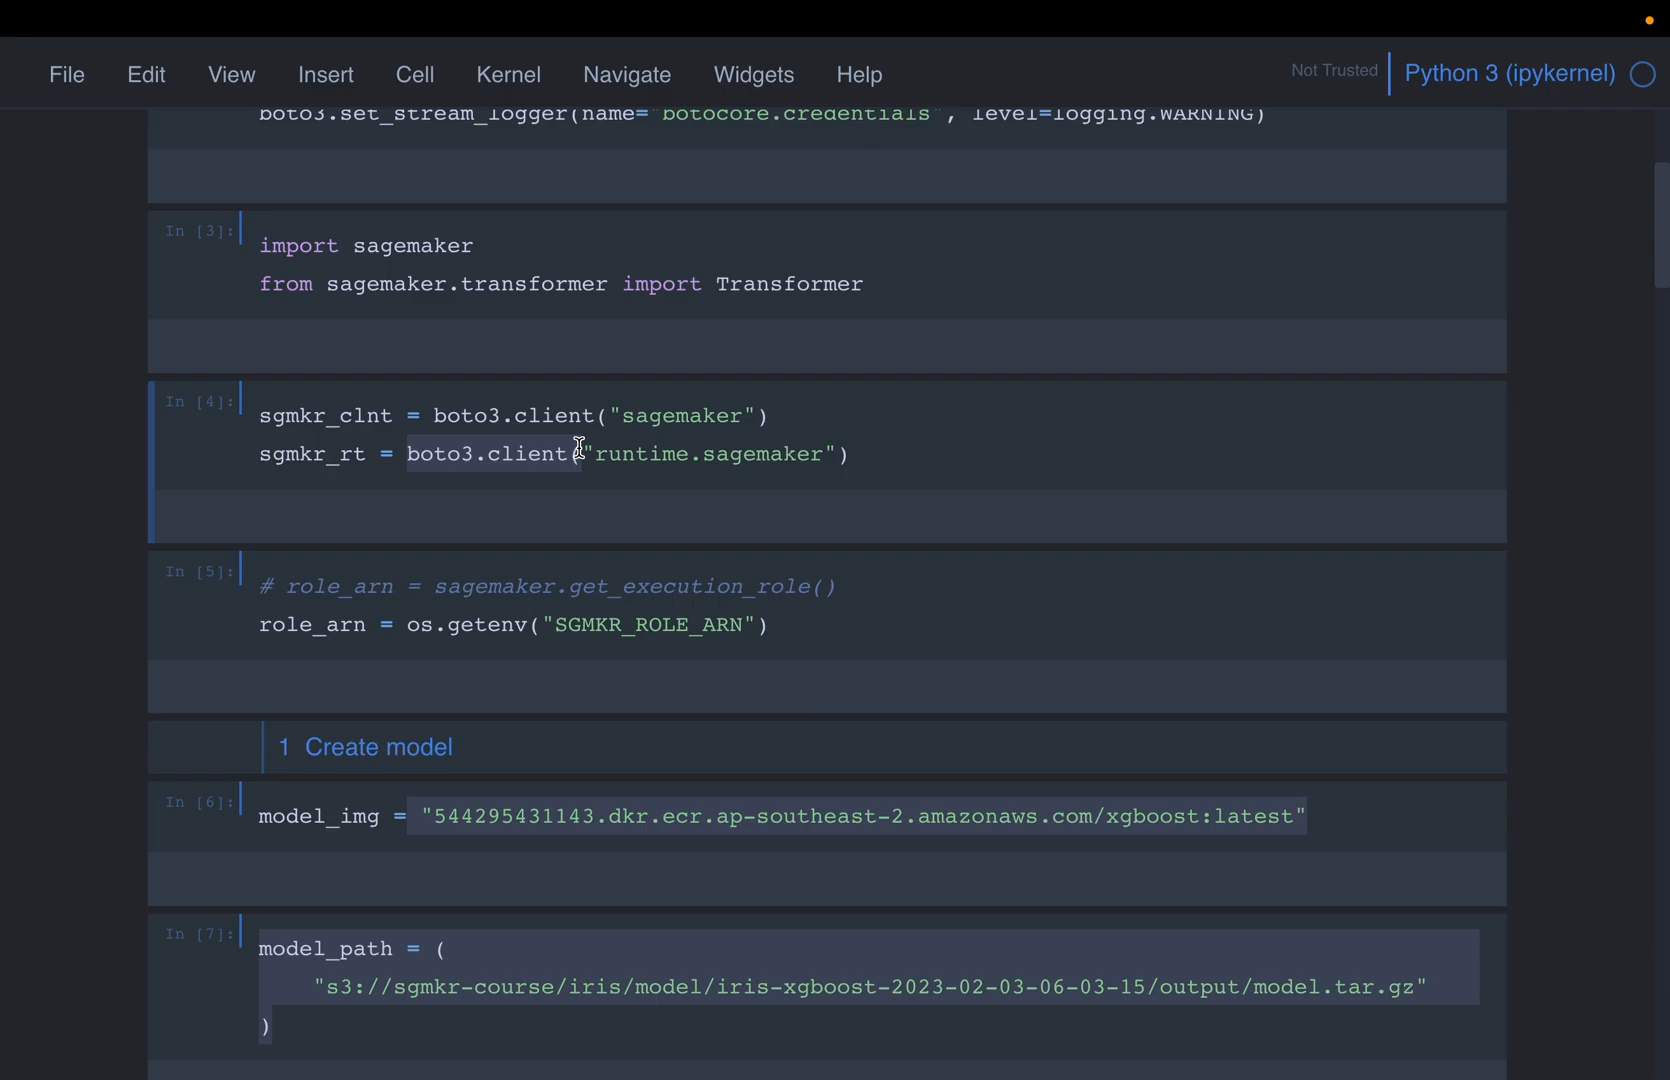 File Edit View Insert Cell Kernel Navigate Widgets Help Not Trusted Python 3 (ipykernel)
boto3.set_stream_logger(name="botocore.credentials", level=logging.WARNING)
In [3]:
import sagemaker
from sagemaker.transformer import Transformer
In [4]:
sgmkr_clnt = boto3.client("sagemaker")
sgmkr_rt = boto3.client("runtime.sagemaker")
In [5]:
# role_arn = sagemaker.get_execution_role()
role_arn = os.getenv("SGMKR_ROLE_ARN")
1 Create model
In [6]:
model_img = "544295431143.dkr.ecr.ap-southeast-2.amazonaws.com/xgboost:latest"
In [7]:
model_path = (
"s3://sgmkr-course/iris/model/iris-xgboost-2023-02-03-06-03-15/output/model.tar.gz"
)